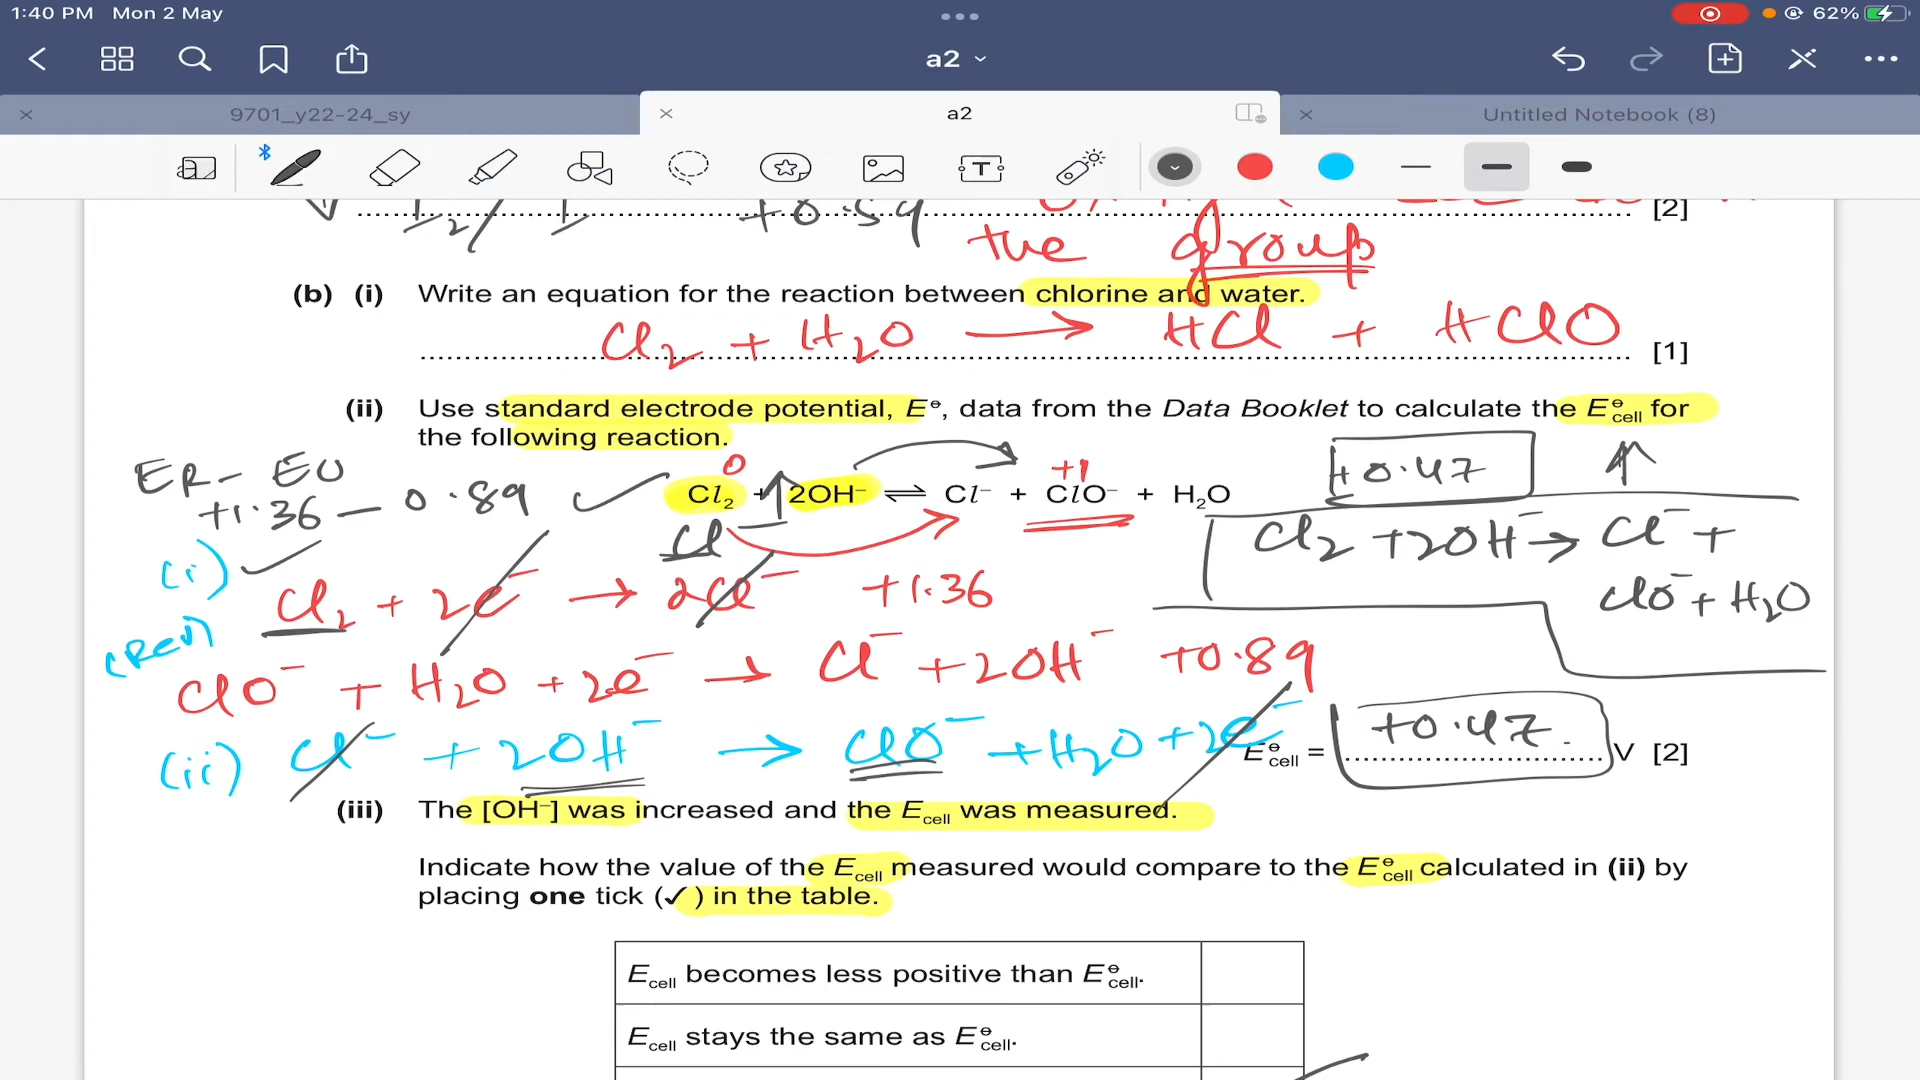 1:40 PM Mon 2 May
62%
a2
9701_y22-24_sy
a2
Untitled Notebook (8)
+0.54
[2]
the group
(b) (i) Write an equation for the reaction between chlorine and water.
Cl2 + H2O → HCl + HClO
[1]
(ii) Use standard electrode potential, E⦵, data from the Data Booklet to calculate the E⦵cell for
the following reaction.
ER - EO
+1.36 - 0.89 ✓
0
+1
Cl2 + 2OH– ⇌ Cl– + ClO– + H2O
+0.47 ↑
Cl
Cl2 + 2OH- → Cl- +
ClO- + H2O
(i) Cl2 + 2e- → 2Cl- +1.36
(Rev)
ClO- + H2O + 2e- → Cl- + 2OH- +0.89
(ii) Cl- + 2OH- → ClO- + H2O + 2e-
E⦵cell = +0.47 V [2]
(iii) The [OH–] was increased and the Ecell was measured.
Indicate how the value of the Ecell measured would compare to the E⦵cell calculated in (ii) by
placing one tick (✓) in the table.
Ecell becomes less positive than E⦵cell.
Ecell stays the same as E⦵cell.